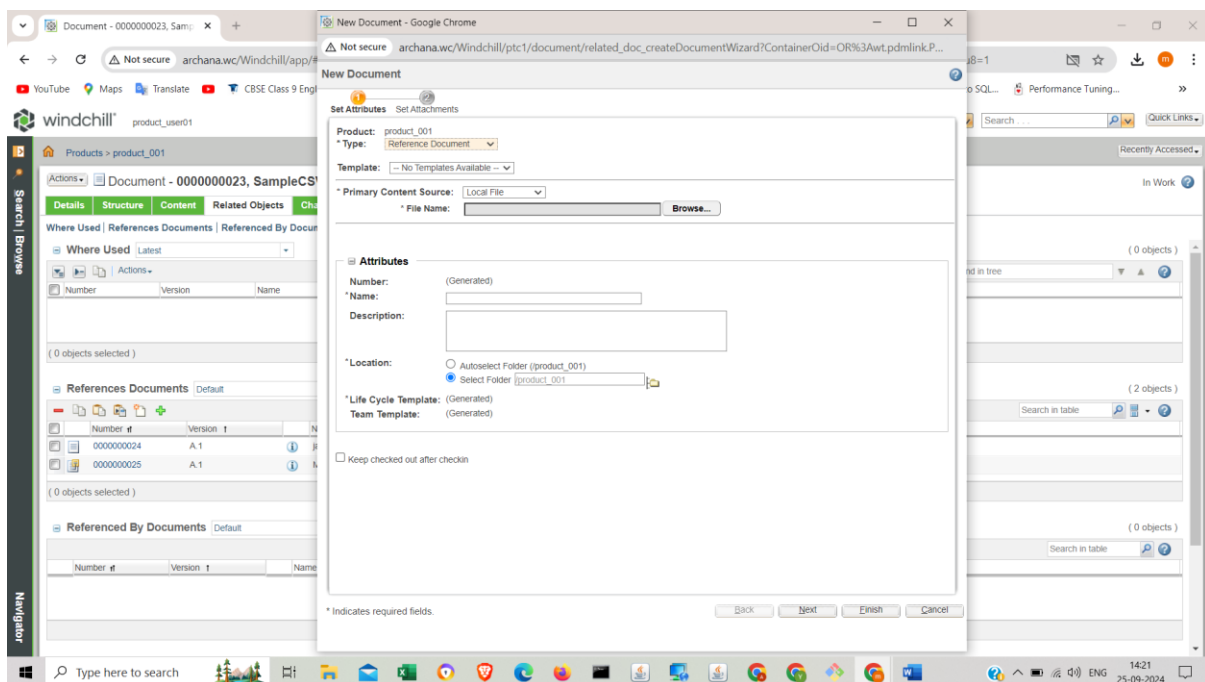 Document - 0000000023, Samp
New Document - Google Chrome
Not secure archana.wc/Windchill/app/#
Not secure archana.wc/Windchill/ptc1/document/related_doc_createDocumentWizard?ContainerOid=OR%3Awt.pdmlink.P...
u8=1
m
YouTube Maps Translate CBSE Class 9 Engl
o SQL... Performance Tuning...
New Document
1 2
Set Attributes Set Attachments
windchill product_user01
Search . . . Quick Links
Products > product_001
Recently Accessed
Product: product_001
* Type: Reference Document
Template: -- No Templates Available --
* Primary Content Source: Local File
* File Name: Browse...
Actions Document - 0000000023, SampleCSV
In Work
Details Structure Content Related Objects Cha
Where Used References Documents Referenced By Docum
Where Used Latest
( 0 objects )
Actions
nd in tree
Number Version Name
( 0 objects selected )
Attributes
Number: (Generated)
*Name:
Description:
*Location: Autoselect Folder (/product_001)
Select Folder /product_001
*Life Cycle Template: (Generated)
Team Template: (Generated)
Keep checked out after checkin
References Documents Default
( 2 objects )
Search in table
Number Version N
0000000024 A.1
0000000025 A.1
( 0 objects selected )
Referenced By Documents Default
( 0 objects )
Search in table
Number Version Name
* Indicates required fields.
Back Next Finish Cancel
Search | Browse
Navigator
Type here to search
ENG
14:21
25-09-2024